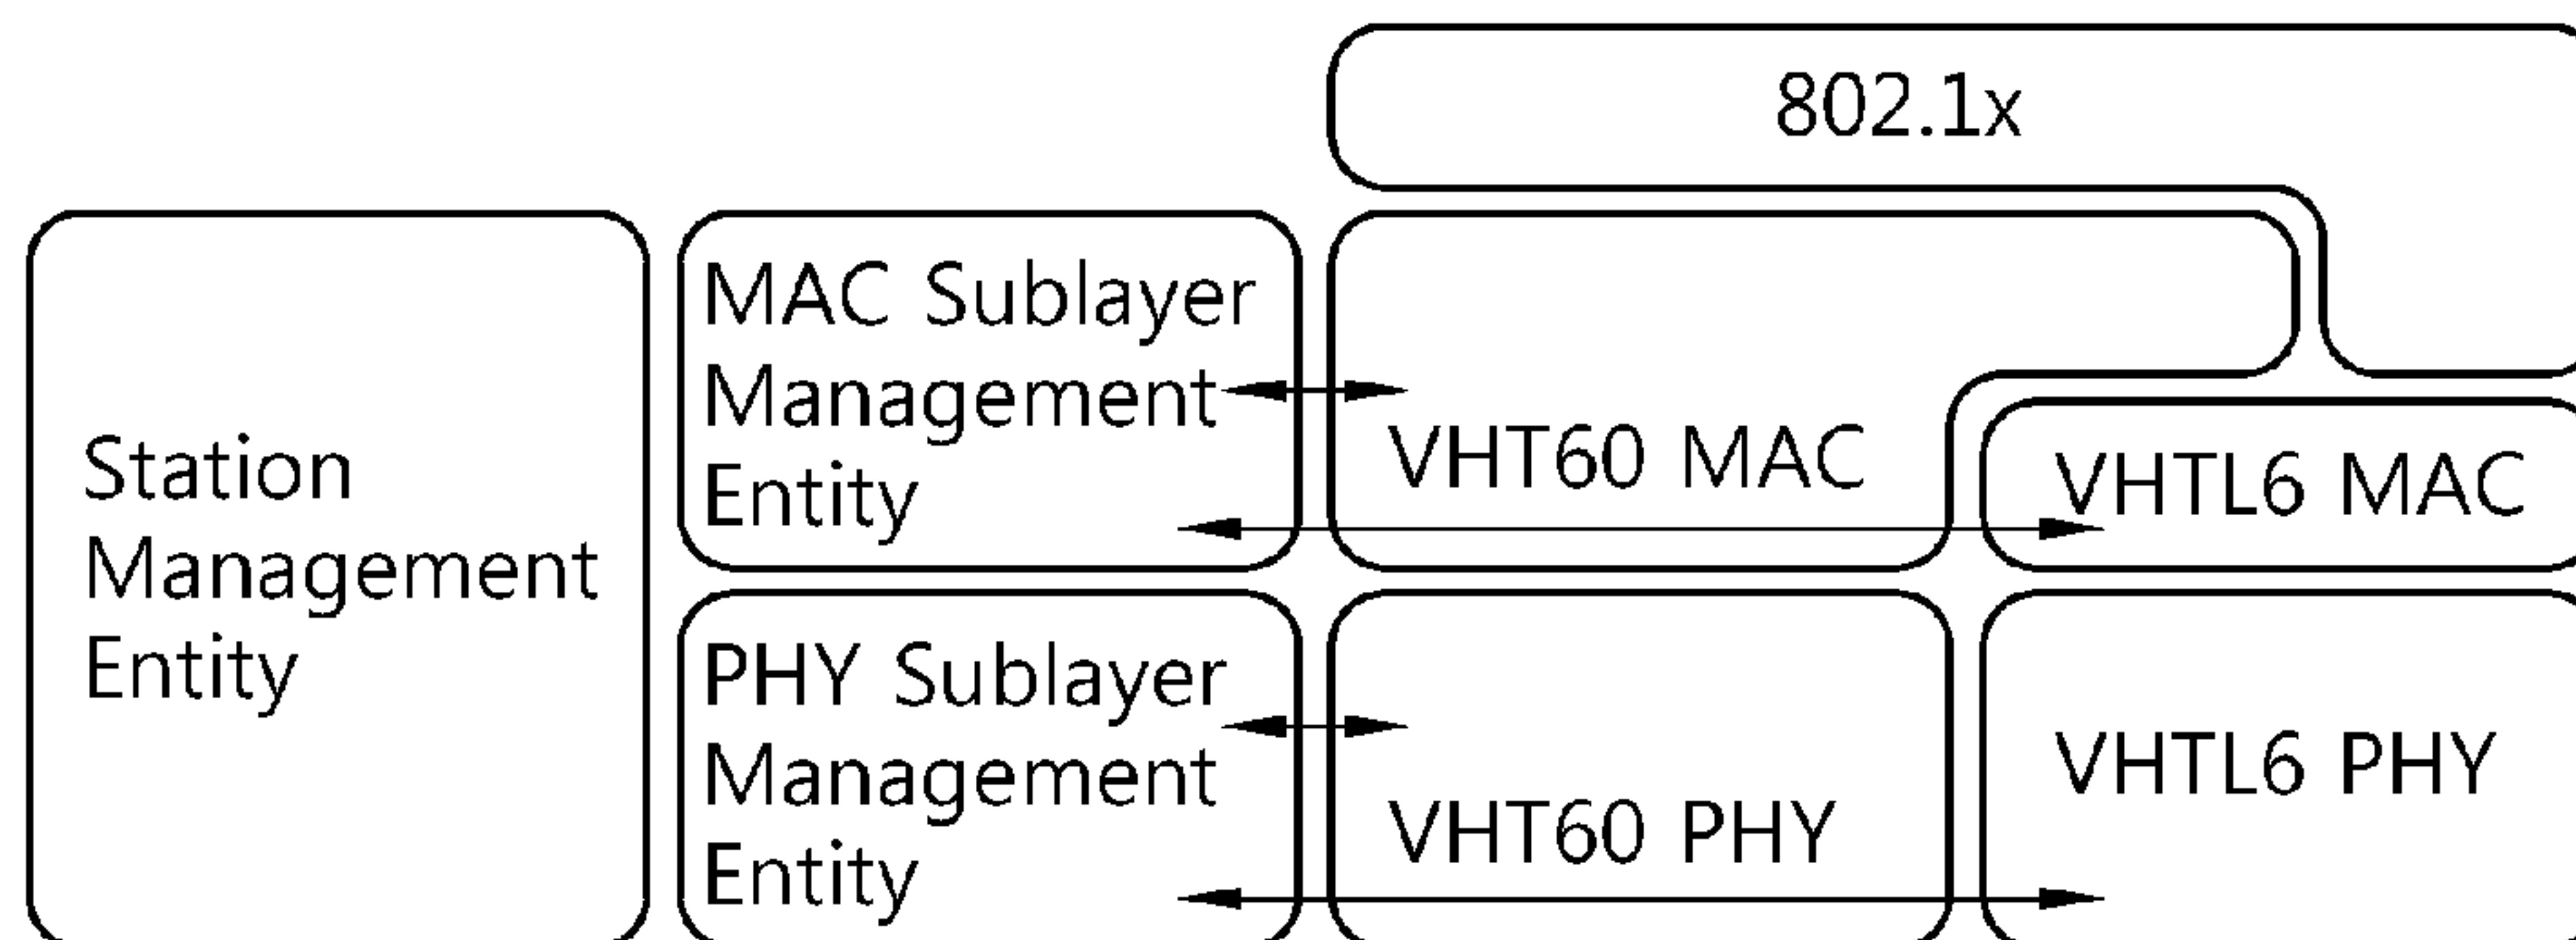 802.1x
Station
Management
Entity
MAC Sublayer
Management
Entity
VHT60 MAC
VHTL6 MAC
PHY Sublayer
Management
Entity
VHT60 PHY
VHTL6 PHY